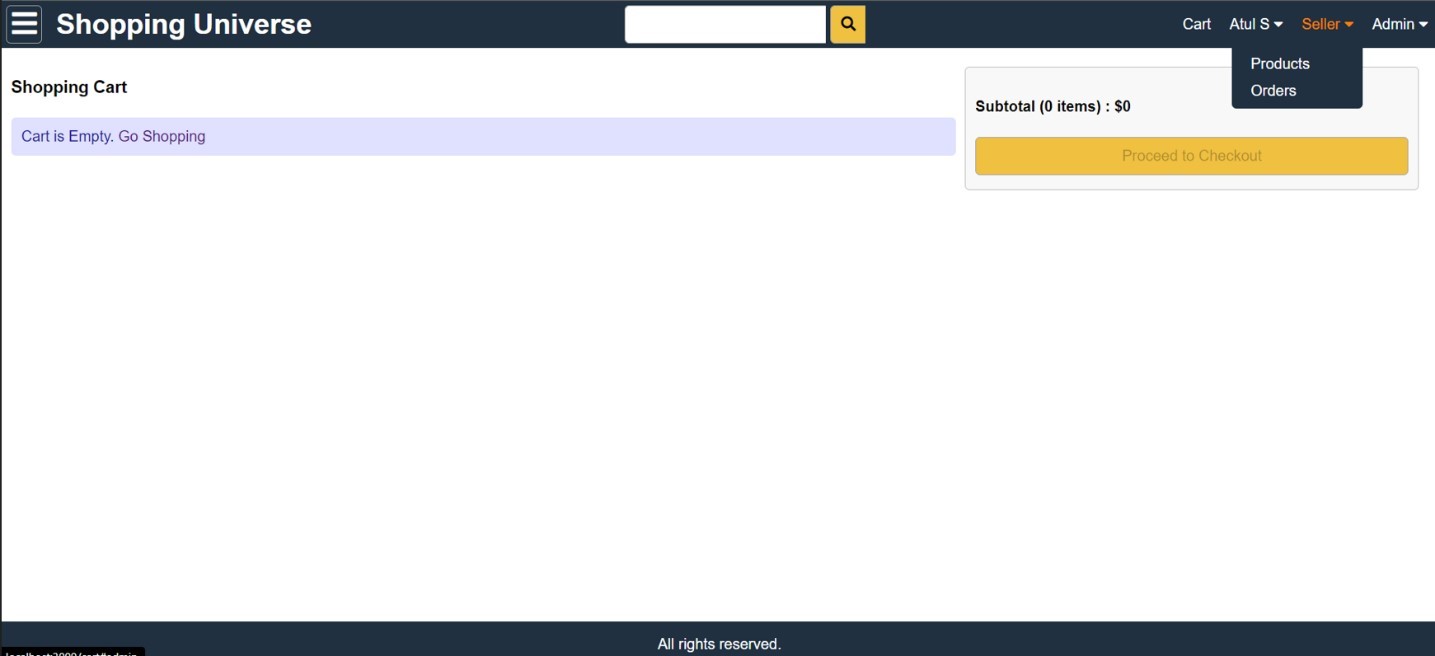 Shopping Universe
Cart Atul S Seller Admin
Products
Orders
Shopping Cart
Cart is Empty. Go Shopping
Subtotal (0 items) : $0
Proceed to Checkout
All rights reserved.